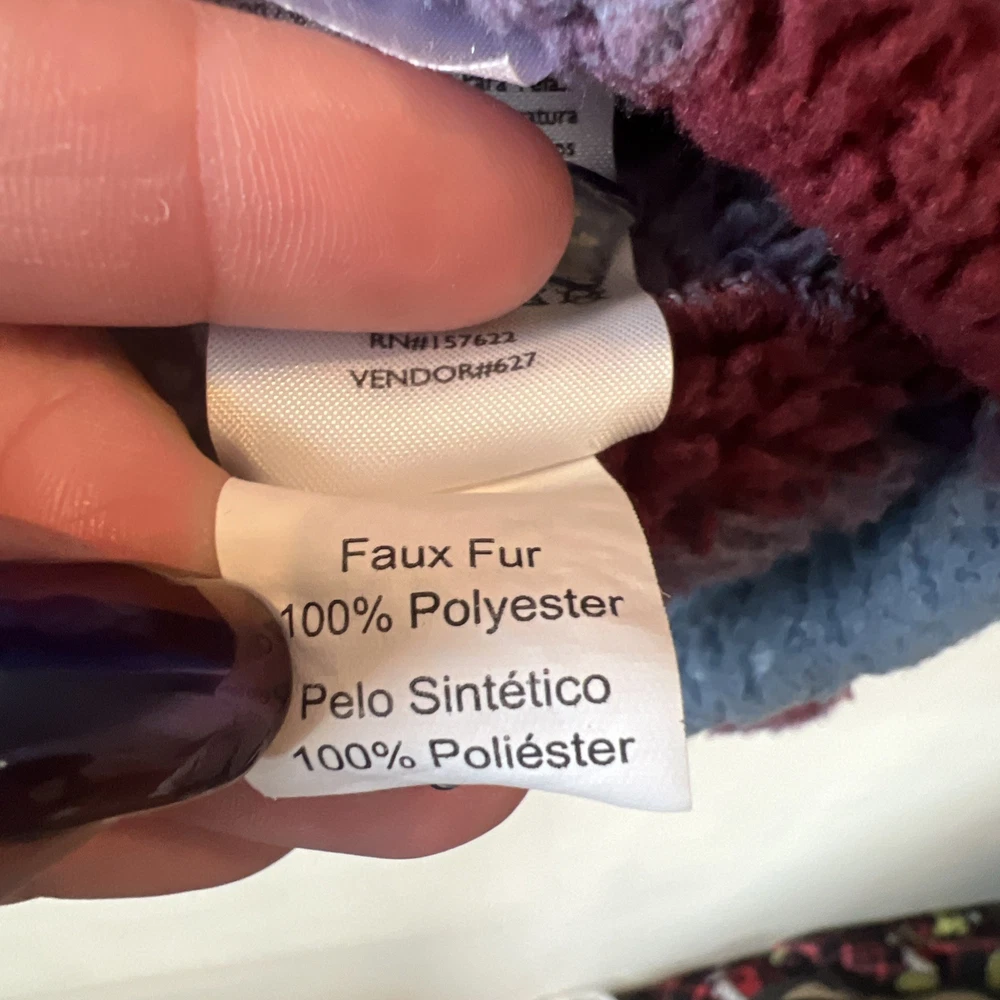 RN#157622
VENDOR#627
Faux Fur
100% Polyester
Pelo Sintético
100% Poliéster